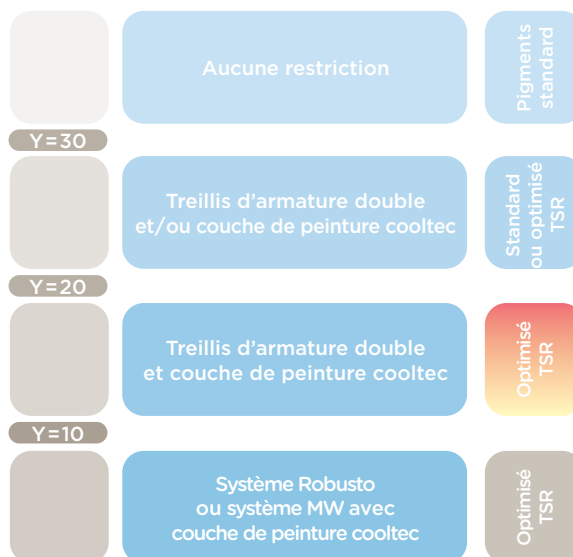 Aucune restriction
Pigments
standard
Y=30
Treillis d'armature double
et/ou couche de peinture cooltec
Standard
ou optimisé
TSR
Y=20
Treillis d'armature double
et couche de peinture cooltec
Optimisé
TSR
Y=10
Système Robusto
ou système MW avec
couche de peinture cooltec
Optimisé
TSR